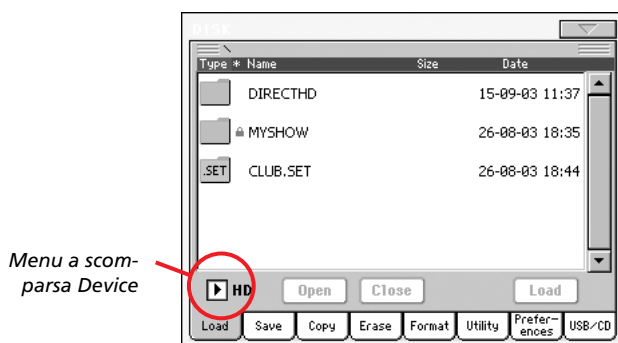 DISK
Type * Name Size Date
DIRECTHD 15-09-03 11:37
MYSHOW 26-08-03 18:35
.SET CLUB.SET 26-08-03 18:44
Menu a scom-
parsa Device
HD Open Close Load
Load Save Copy Erase Format Utility Prefer-
ences USB/CD